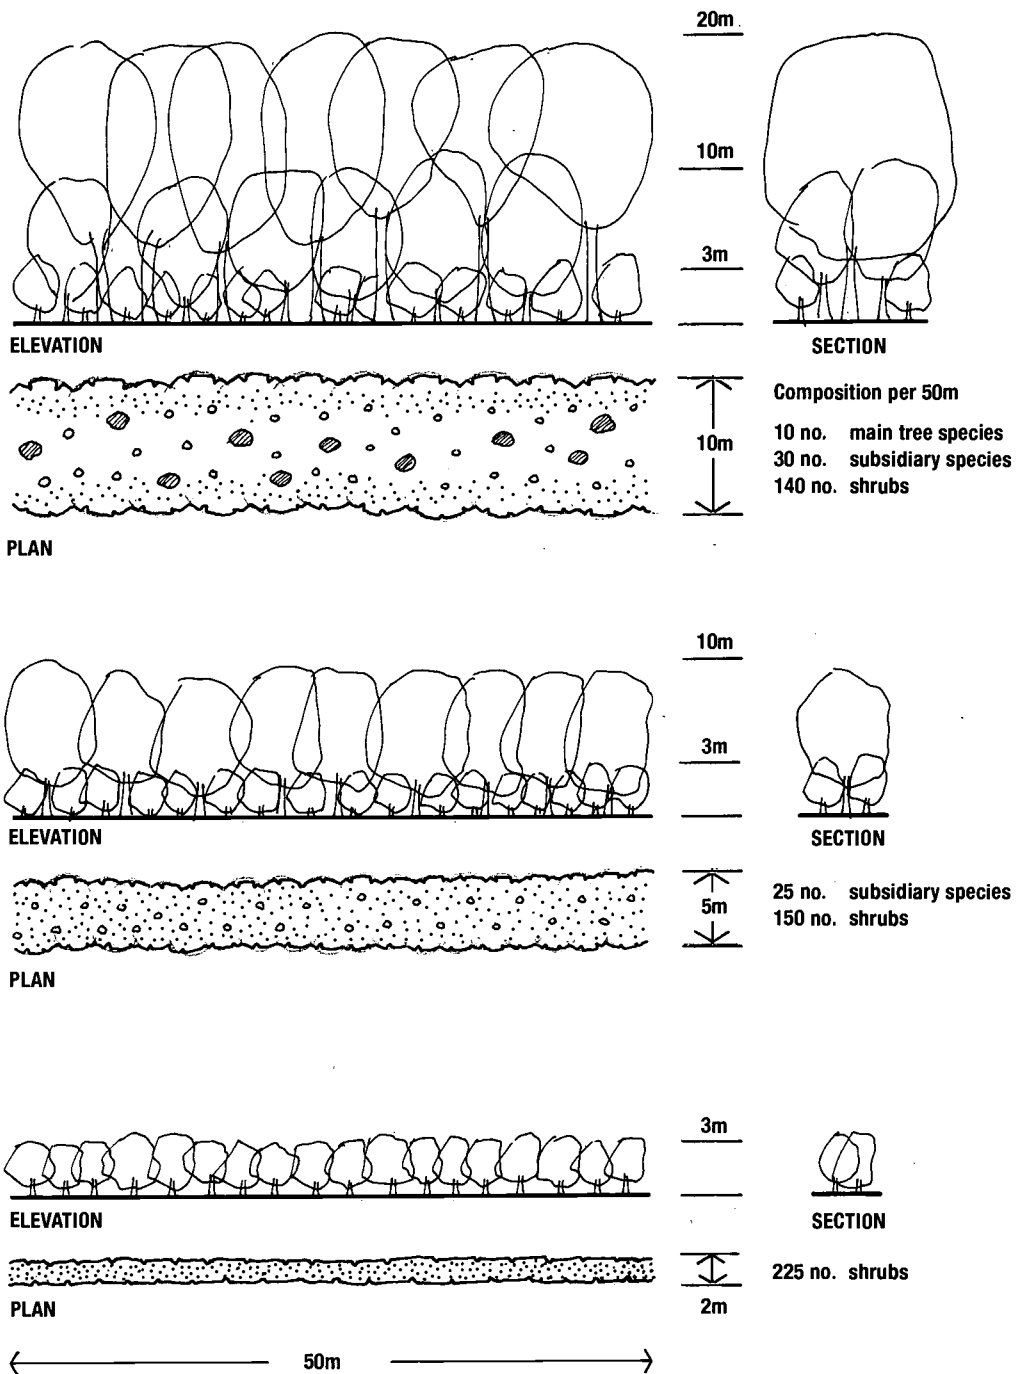 20m
10m
3m
ELEVATION
SECTION
Composition per 50m
10 no. main tree species
30 no. subsidiary species
140 no. shrubs
10m
PLAN
10m
3m
ELEVATION
SECTION
25 no. subsidiary species
150 no. shrubs
5m
PLAN
3m
ELEVATION
SECTION
225 no. shrubs
PLAN
2m
50m